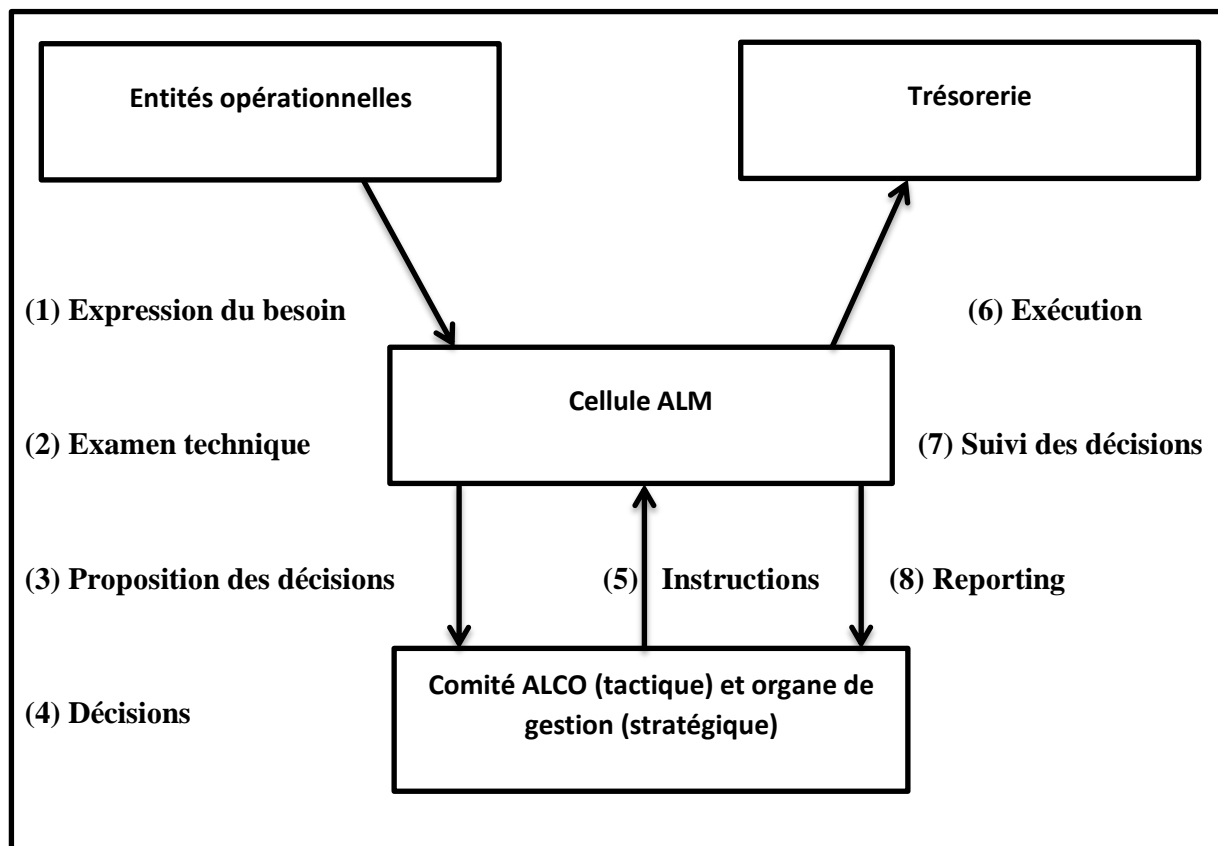 Entités opérationnelles
Trésorerie
(1) Expression du besoin
(6) Exécution
Cellule ALM
(2) Examen technique
(7) Suivi des décisions
(3) Proposition des décisions
(5) Instructions
(8) Reporting
Comité ALCO (tactique) et organe de
gestion (stratégique)
(4) Décisions